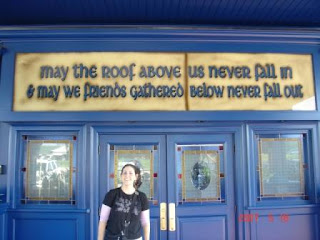 may the roof above us never fall in
& may we friends gathered below never fall out